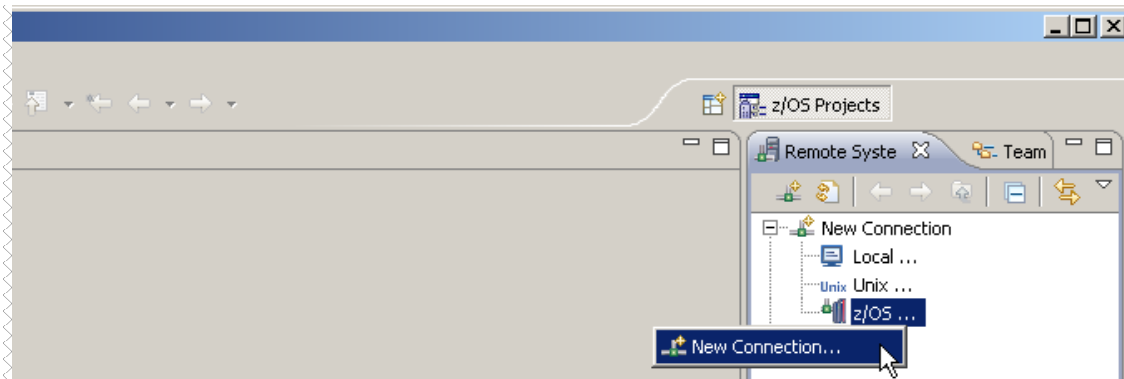 z/OS Projects
Remote Syste
Team
New Connection
Local ...
Unix Unix ...
z/OS ...
New Connection...